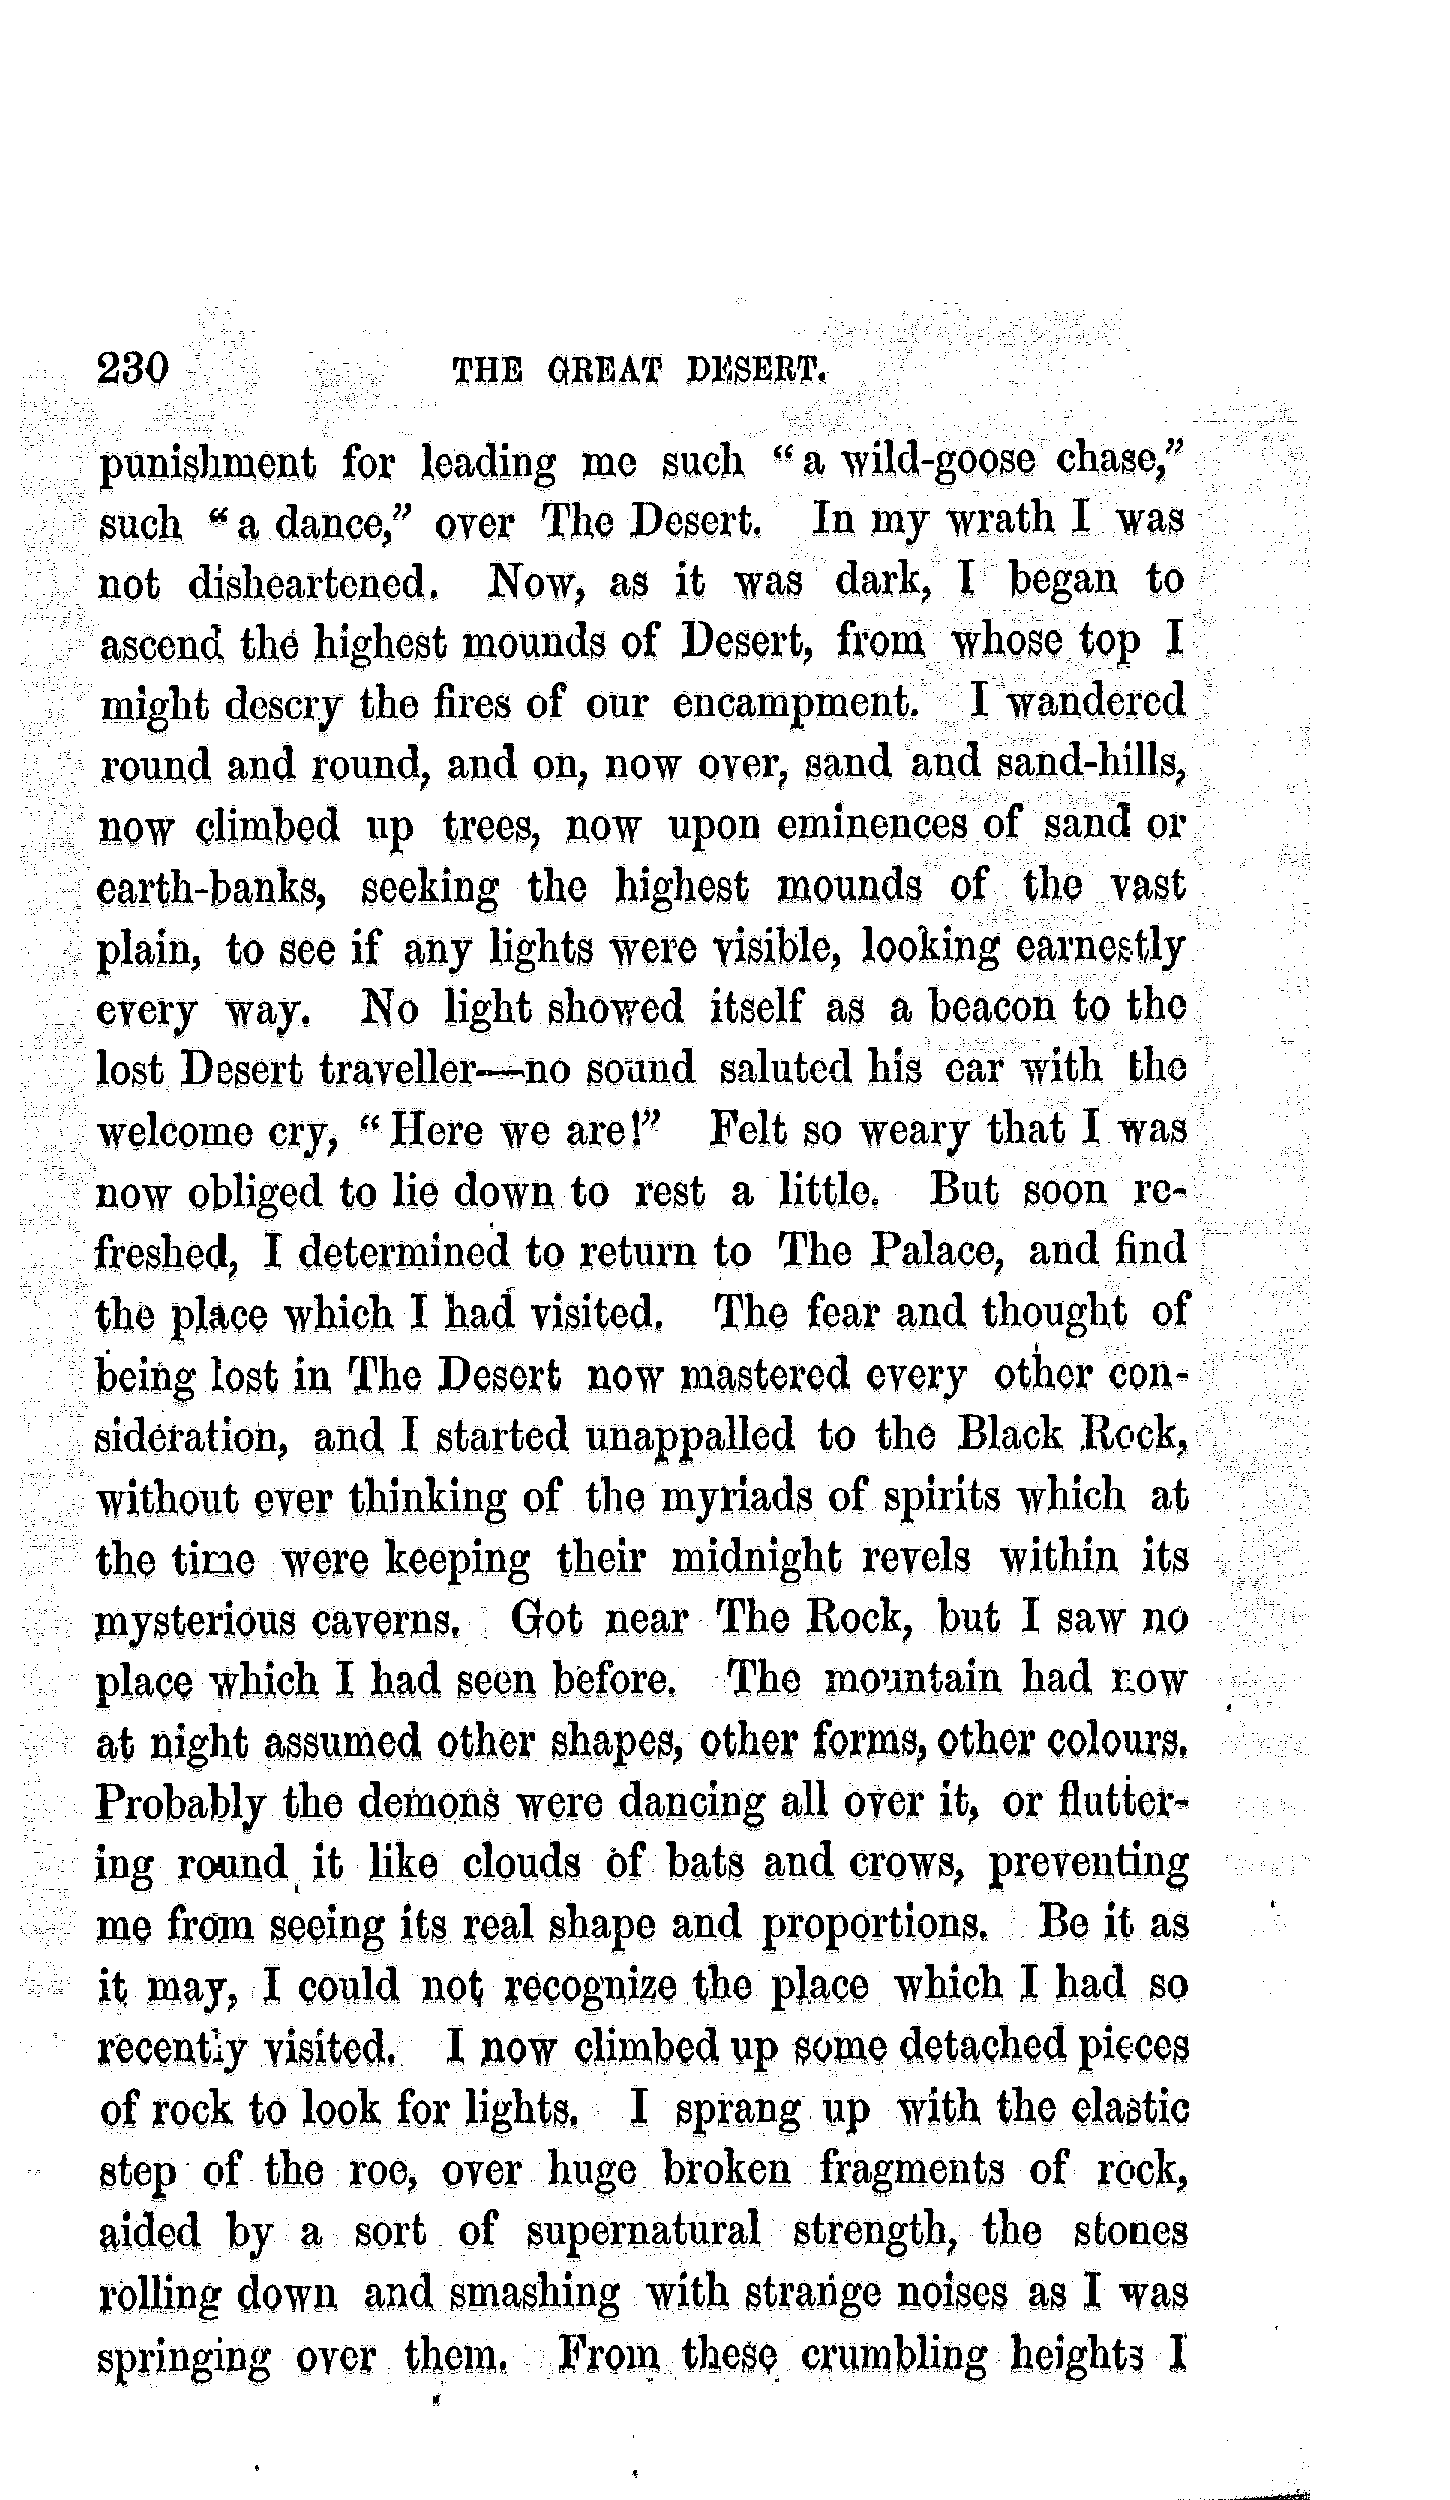 230 THE GREAT DESERT.
punishment for leading me such “a wild-goose chase,”
such “a dance,” over The Desert. In my wrath I was
not disheartened. Now, as it was dark, I began to
ascend the highest mounds of Desert, from whose top I
might descry the fires of our encampment. I wandered
round and round, and on, now over, sand and sand-hills,
now climbed up trees, now upon eminences of sand or
earth-banks, seeking the highest mounds of the vast
plain, to see if any lights were visible, looking earnestly
every way. No light showed itself as a beacon to the
lost Desert traveller—no sound saluted his ear with the
welcome cry, “Here we are!” Felt so weary that I was
now obliged to lie down to rest a little. But soon re-
freshed, I determined to return to The Palace, and find
the place which I had visited. The fear and thought of
being lost in The Desert now mastered every other con-
sideration, and I started unappalled to the Black Rock,
without ever thinking of the myriads of spirits which at
the time were keeping their midnight revels within its
mysterious caverns. Got near The Rock, but I saw no
place which I had seen before. The mountain had now
at night assumed other shapes, other forms, other colours.
Probably the demons were dancing all over it, or flutter-
ing round it like clouds of bats and crows, preventing
me from seeing its real shape and proportions. Be it as
it may, I could not recognize the place which I had so
recently visited. I now climbed up some detached pieces
of rock to look for lights. I sprang up with the elastic
step of the roe, over huge broken fragments of rock,
aided by a sort of supernatural strength, the stones
rolling down and smashing with strange noises as I was
springing over them. From these crumbling heights I